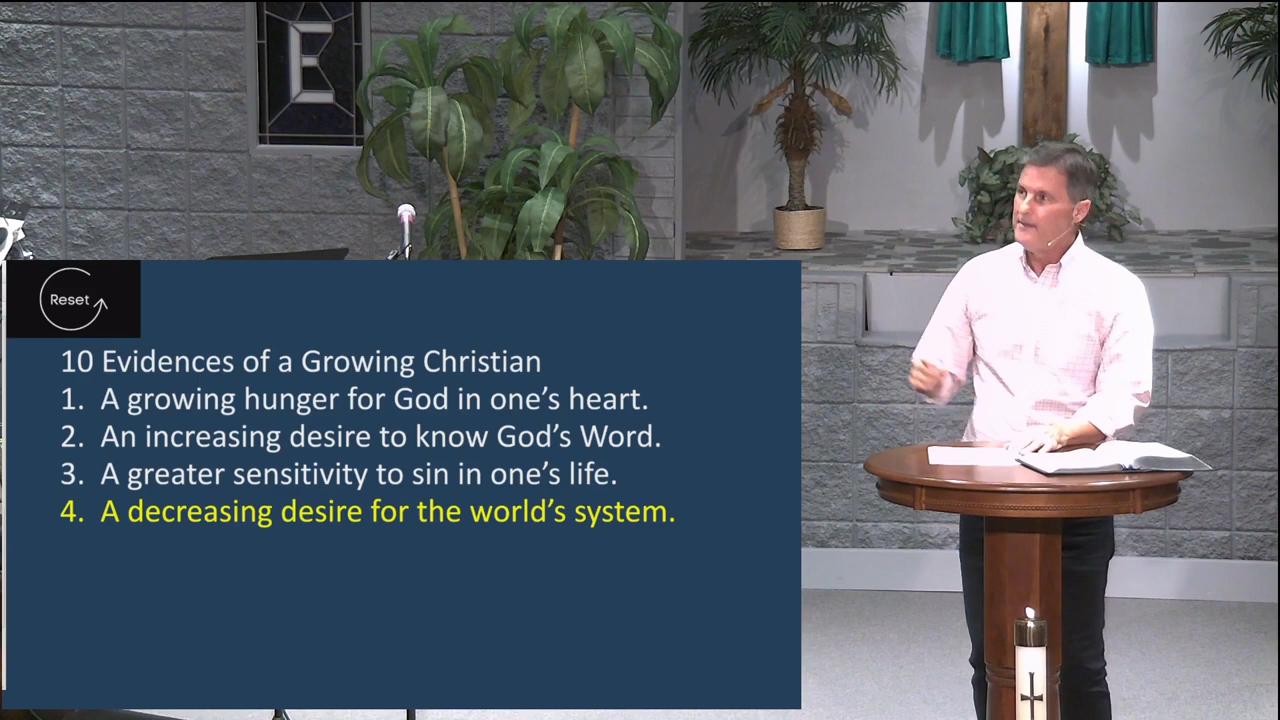 E
Reset
10 Evidences of a Growing Christian
1. A growing hunger for God in one's heart.
2. An increasing desire to know God's Word.
3. A greater sensitivity to sin in one's life.
4. A decreasing desire for the world's system.